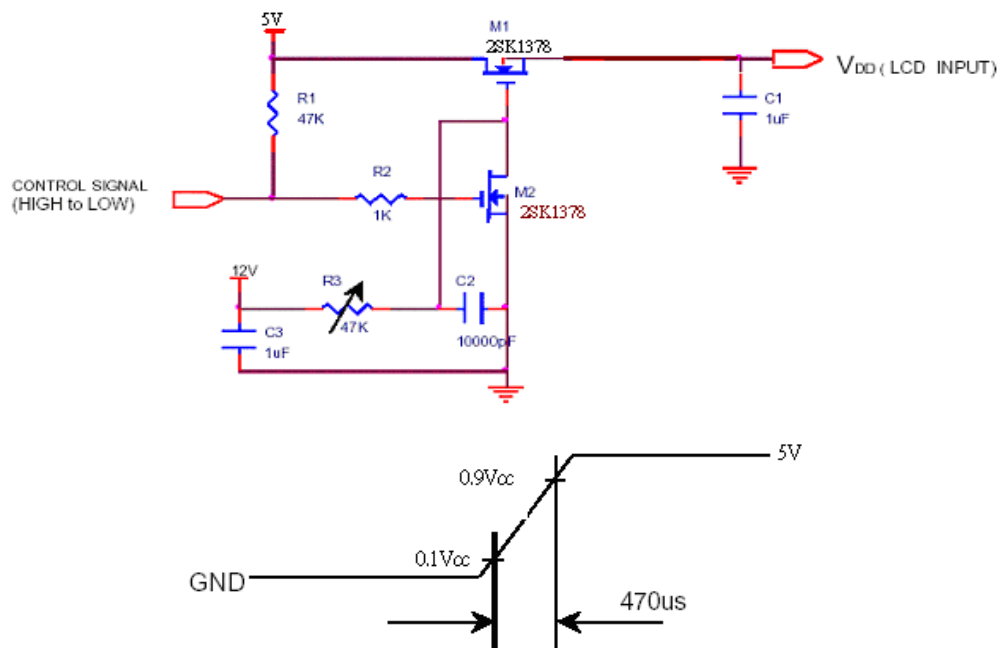 5V
M1
2SK1378
VDD ( LCD INPUT)
R1
47K
C1
1uF
CONTROL SIGNAL
(HIGH to LOW)
R2
1K
M2
2SK1378
12V
R3
47K
C2
10000pF
C3
1uF
5V
0.9Vcc
0.1Vcc
GND
470us